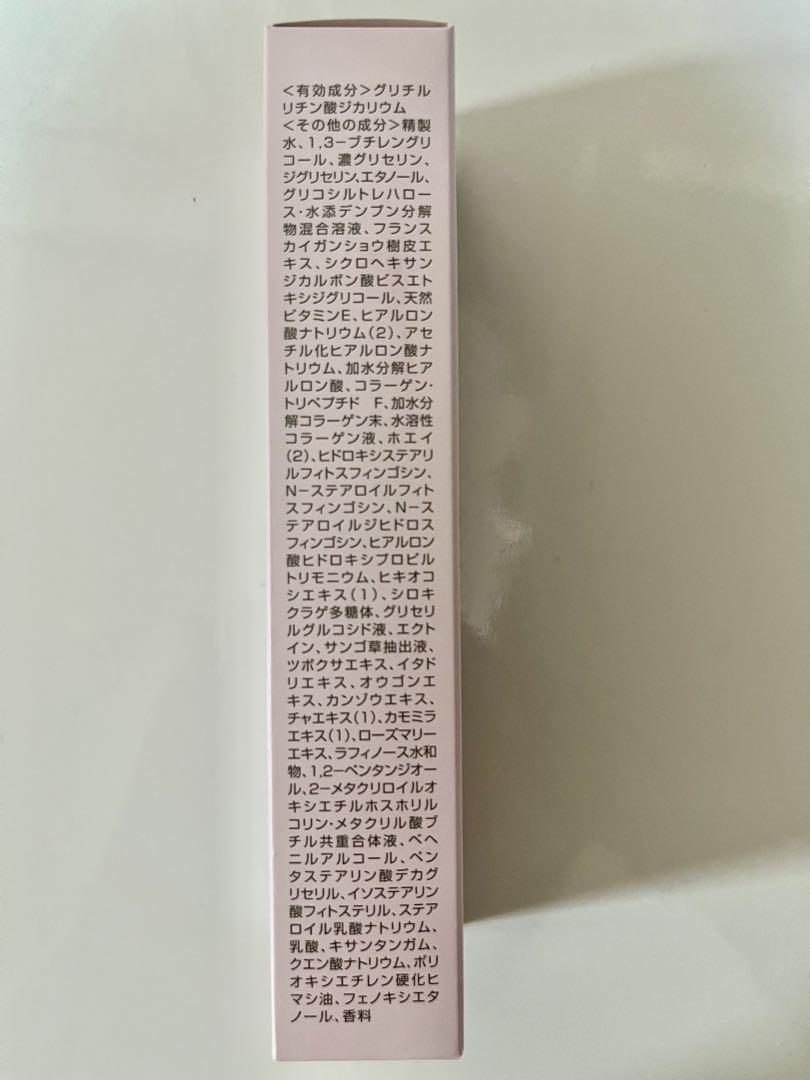 <有効成分>グリチル
リチン酸ジカリウム
<その他の成分>精製
水、1,3−ブチレングリ
コール、濃グリセリン、
ジグリセリン、エタノール、
グリコシルトレハロー
ス・水添デンプン分解
物混合溶液、フランス
カイガンショウ樹皮エ
キス、シクロヘキサン
ジカルボン酸ビスエト
キシジグリコール、天然
ビタミンE、ヒアルロン
酸ナトリウム(2)、アセ
チル化ヒアルロン酸ナ
トリウム、加水分解ヒア
ルロン酸、コラーゲン・
トリペプチド　F、加水分
解コラーゲン末、水溶性
コラーゲン液、ホエイ
(2)、ヒドロキシステアリ
ルフィトスフィンゴシン、
N−ステアロイルフィト
スフィンゴシン、N−ス
テアロイルジヒドロス
フィンゴシン、ヒアルロン
酸ヒドロキシプロピル
トリモニウム、ヒキオコ
シエキス(1)、シロキ
クラゲ多糖体、グリセリ
ルグルコシド液、エクト
イン、サンゴ草抽出液、
ツボクサエキス、イタド
リエキス、オウゴンエ
キス、カンゾウエキス、
チャエキス(1)、カモミラ
エキス(1)、ローズマリー
エキス、ラフィノース水和
物、1,2−ペンタンジオー
ル、2−メタクリロイルオ
キシエチルホスホリル
コリン・メタクリル酸ブ
チル共重合体液、ベヘ
ニルアルコール、ペン
タステアリン酸デカグ
リセリル、イソステアリン
酸フィトステリル、ステア
ロイル乳酸ナトリウム、
乳酸、キサンタンガム、
クエン酸ナトリウム、ポリ
オキシエチレン硬化ヒ
マシ油、フェノキシエタ
ノール、香料